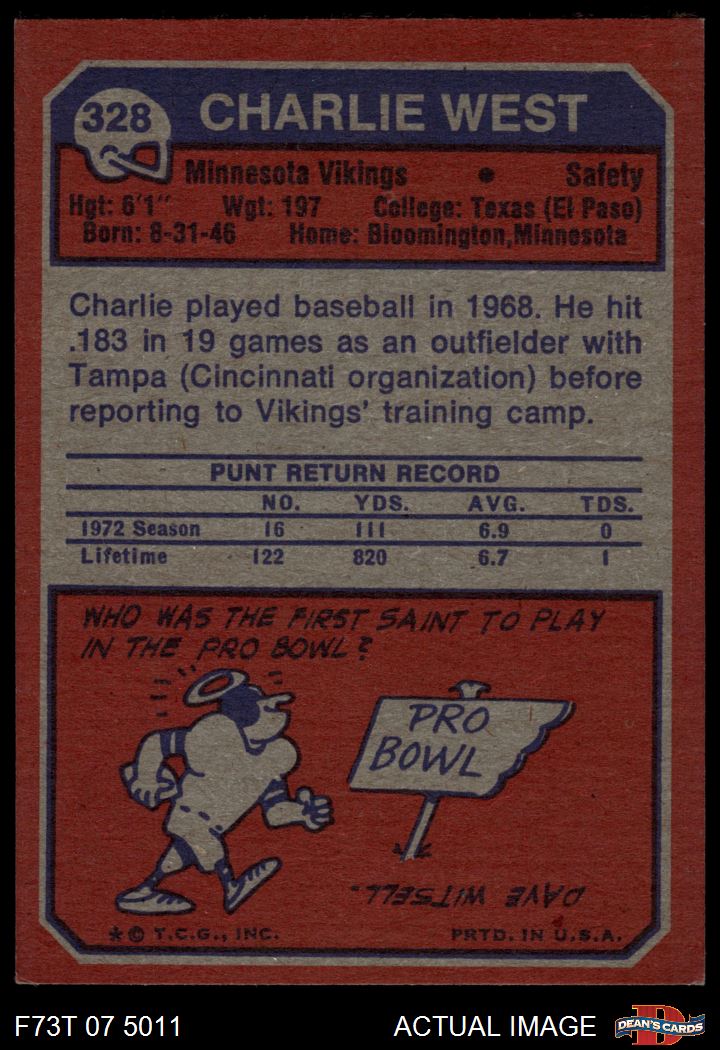 328
CHARLIE WEST
Minnesota Vikings • Safety
Hgt: 6'1" Wgt: 197 College: Texas (El Paso)
Born: 8-31-46 Home: Bloomington, Minnesota
Charlie played baseball in 1968. He hit
.183 in 19 games as an outfielder with
Tampa (Cincinnati organization) before
reporting to Vikings' training camp.
PUNT RETURN RECORD
NO. YDS. AVG. TDS.
1972 Season 16 111 6.9 0
Lifetime 122 820 6.7 1
WHO WAS THE FIRST SAINT TO PLAY
IN THE PRO BOWL?
PRO
BOWL
DAVE WITSELL.
* © T.C.G., INC. PRTD. IN U.S.A.
F73T 07 5011 ACTUAL IMAGE D DEAN'S CARDS